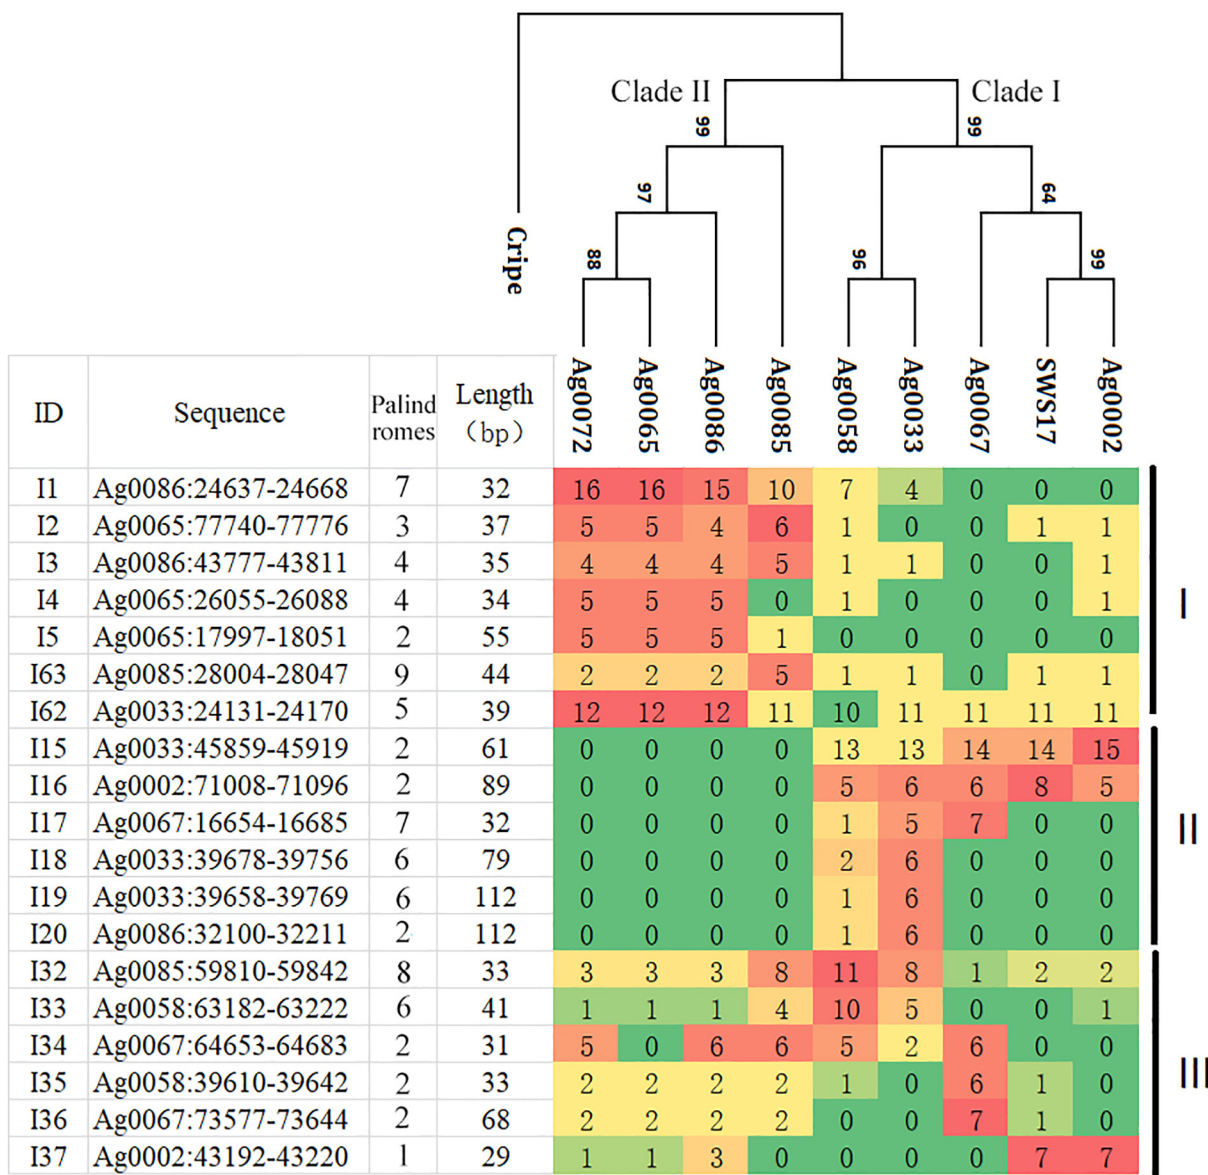 Clade II Clade I
99 99
97 64
88 96 99
Cripe
Ag0072 Ag0065 Ag0086 Ag0085 Ag0058 Ag0033 Ag0067 SWS17 Ag0002
ID Sequence Palind Length
romes （bp）
I1 Ag0086:24637-24668 7 32 16 16 15 10 7 4 0 0 0
I2 Ag0065:77740-77776 3 37 5 5 4 6 1 0 0 1 1
I3 Ag0086:43777-43811 4 35 4 4 4 5 1 1 0 0 1
I4 Ag0065:26055-26088 4 34 5 5 5 0 1 0 0 0 1
I5 Ag0065:17997-18051 2 55 5 5 5 1 0 0 0 0 0
I63 Ag0085:28004-28047 9 44 2 2 2 5 1 1 0 1 1
I62 Ag0033:24131-24170 5 39 12 12 12 11 10 11 11 11 11
I
I15 Ag0033:45859-45919 2 61 0 0 0 0 13 13 14 14 15
I16 Ag0002:71008-71096 2 89 0 0 0 0 5 6 6 8 5
I17 Ag0067:16654-16685 7 32 0 0 0 0 1 5 7 0 0
I18 Ag0033:39678-39756 6 79 0 0 0 0 2 6 0 0 0
I19 Ag0033:39658-39769 6 112 0 0 0 0 1 6 0 0 0
I20 Ag0086:32100-32211 2 112 0 0 0 0 1 6 0 0 0
II
I32 Ag0085:59810-59842 8 33 3 3 3 8 11 8 1 2 2
I33 Ag0058:63182-63222 6 41 1 1 1 4 10 5 0 0 1
I34 Ag0067:64653-64683 2 31 5 0 6 6 5 2 6 0 0
I35 Ag0058:39610-39642 2 33 2 2 2 2 1 0 6 1 0
I36 Ag0067:73577-73644 2 68 2 2 2 2 0 0 7 1 0
I37 Ag0002:43192-43220 1 29 1 1 3 0 0 0 0 7 7
III